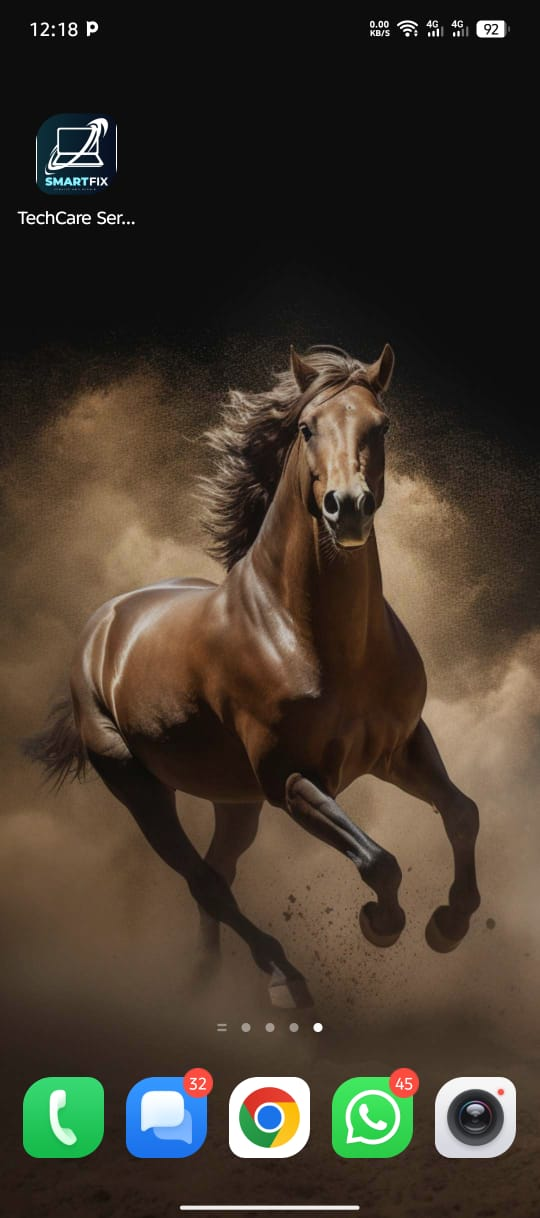 12:18
0.00
KB/S
4G
4G
92
SMARTFIX
TechCare Ser...
32
45